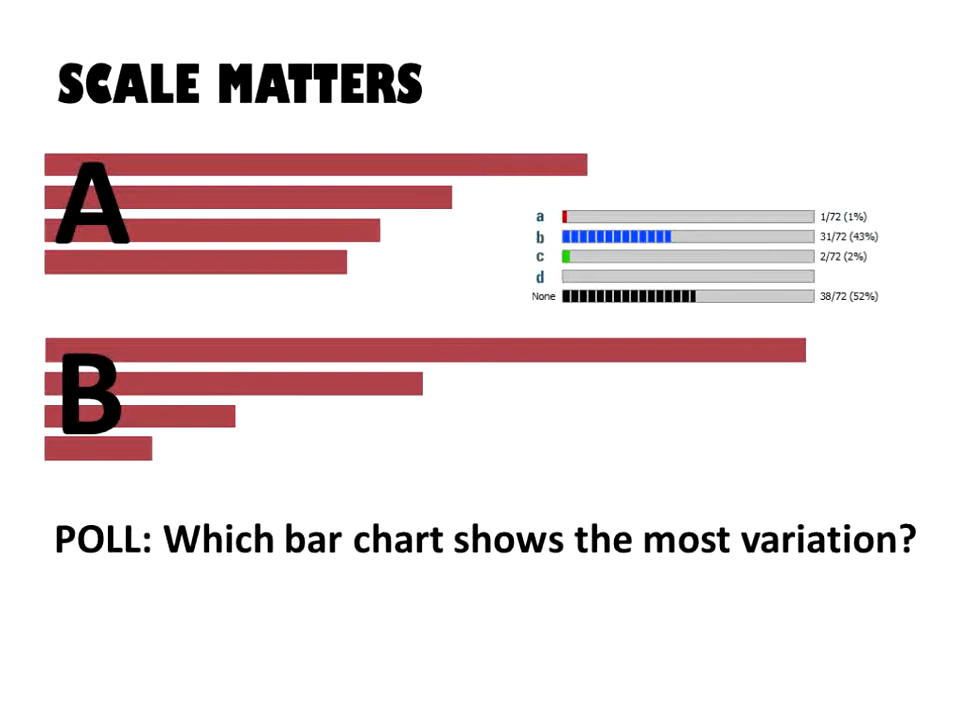 SCALE MATTERS
A
a 1/72 (1%)
b 31/72 (43%)
c 2/72 (2%)
d
None 38/72 (52%)
B
POLL: Which bar chart shows the most variation?